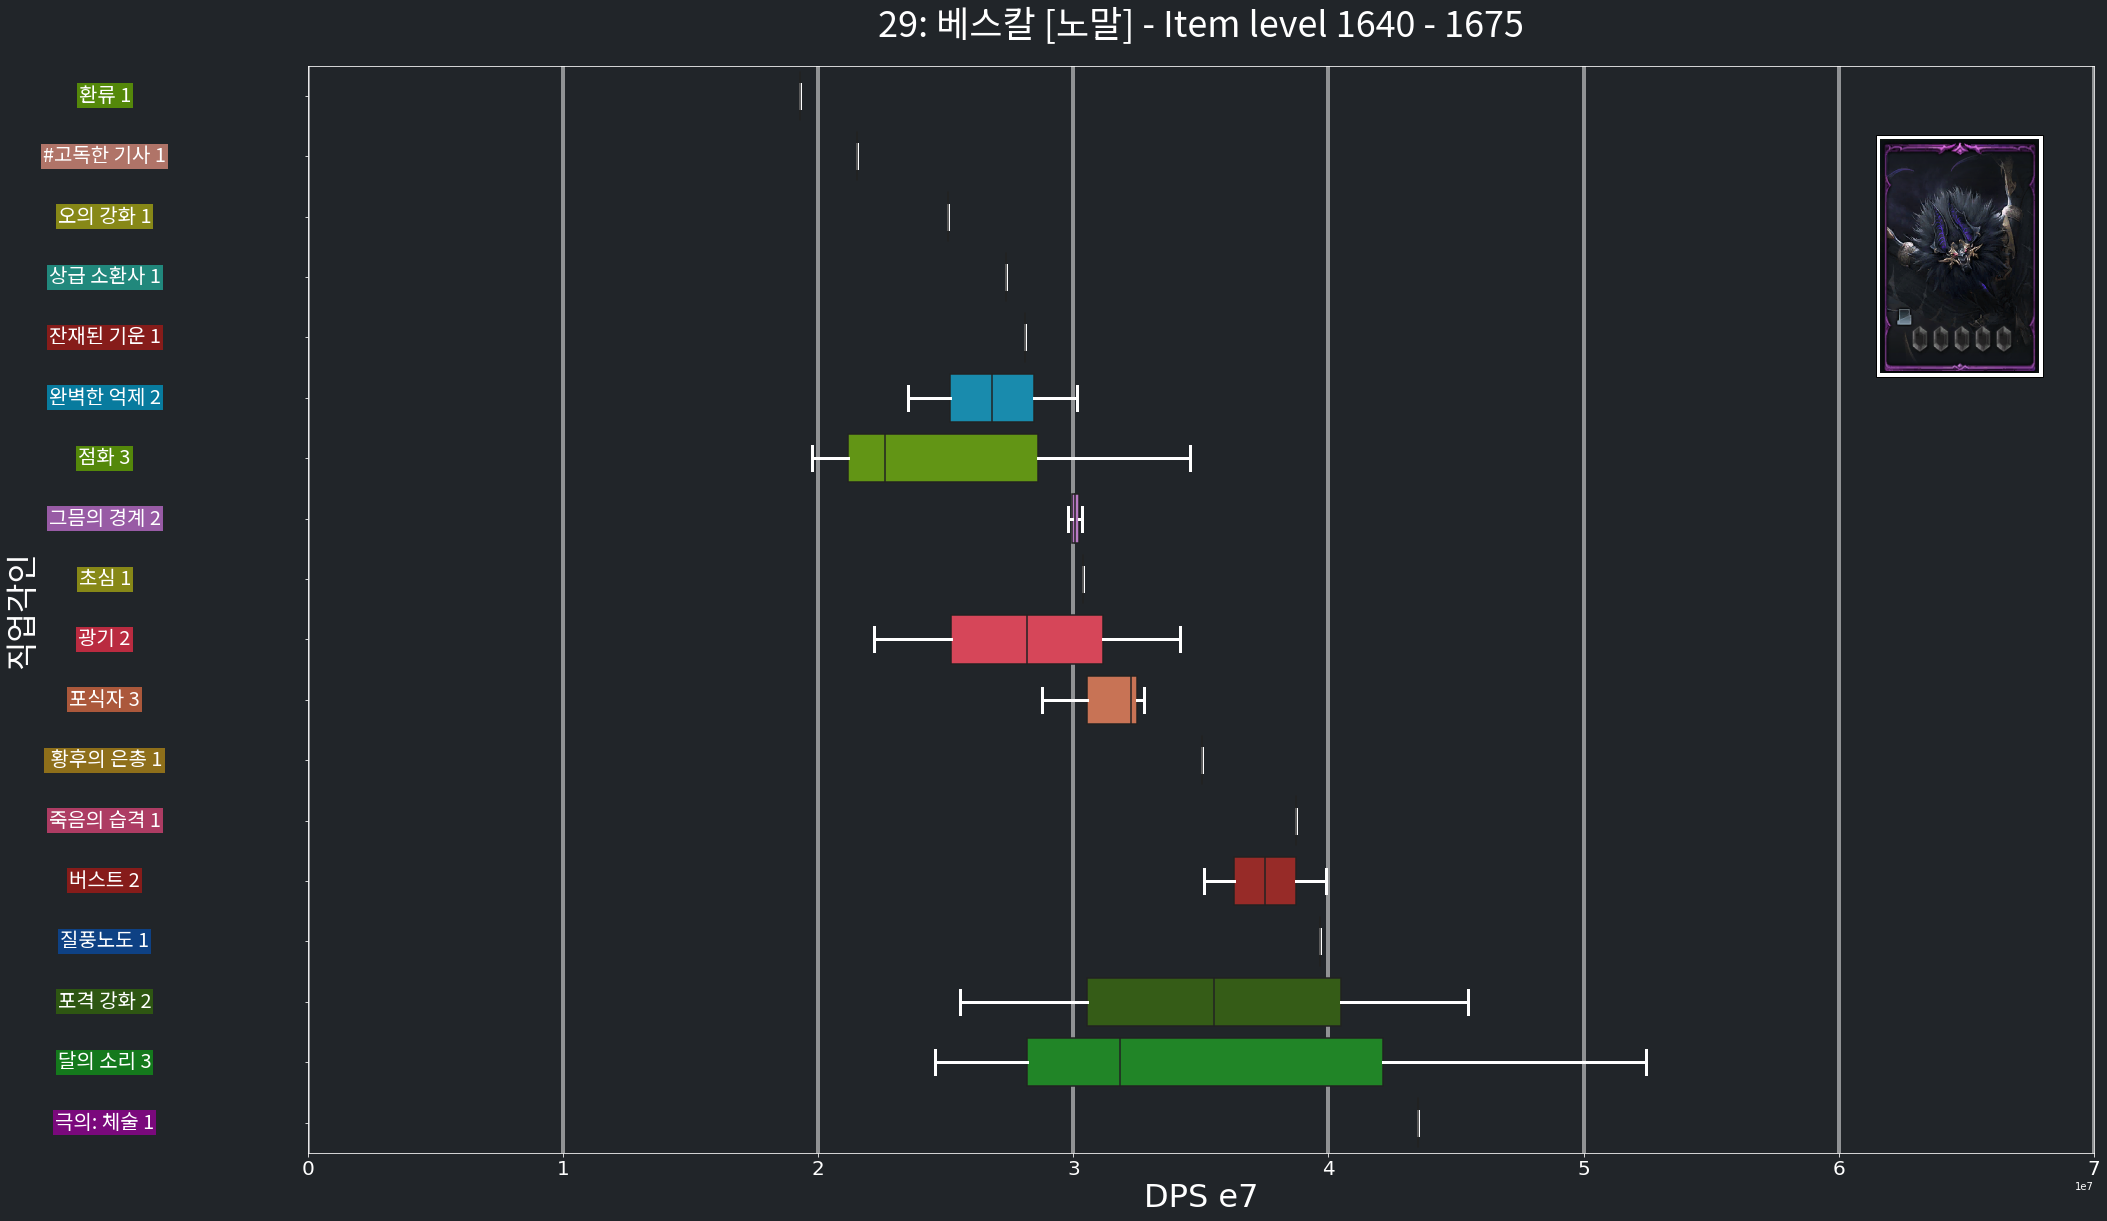 29: 베스칼 [노말] - Item level 1640 - 1675
직업각인
환류 1
#고독한 기사 1
오의 강화 1
상급 소환사 1
잔재된 기운 1
완벽한 억제 2
점화 3
그믐의 경계 2
초심 1
광기 2
포식자 3
황후의 은총 1
죽음의 습격 1
버스트 2
질풍노도 1
포격 강화 2
달의 소리 3
극의: 체술 1
0 1 2 3 4 5 6 7
1e7
DPS e7